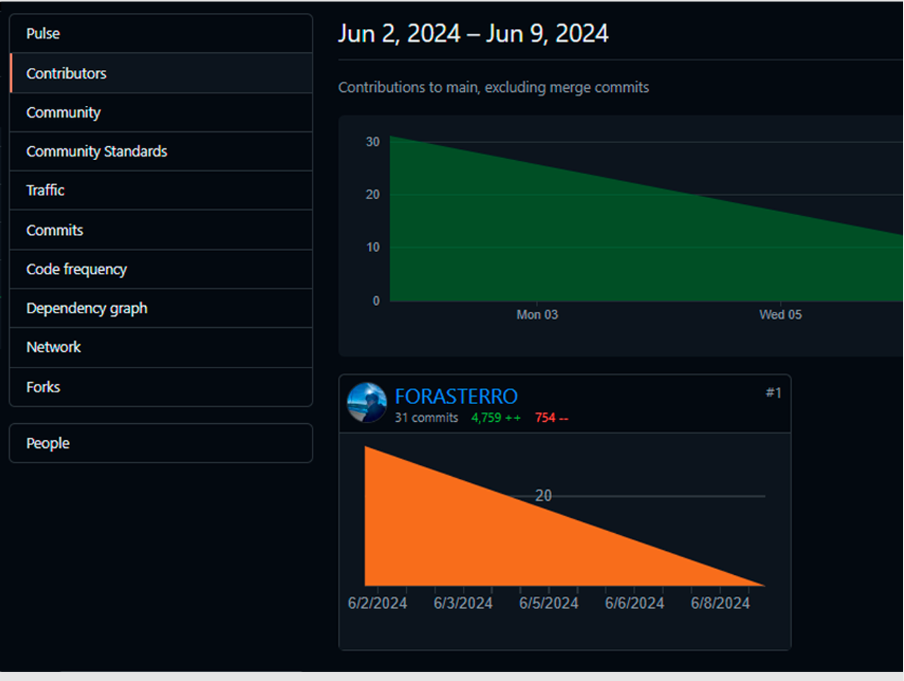 Pulse
Contributors
Community
Community Standards
Traffic
Commits
Code frequency
Dependency graph
Network
Forks
People
Jun 2, 2024 – Jun 9, 2024
Contributions to main, excluding merge commits
30
20
10
0
Mon 03 Wed 05
FORASTERRO #1
31 commits 4,759 ++ 754 --
20
6/2/2024 6/3/2024 6/5/2024 6/6/2024 6/8/2024